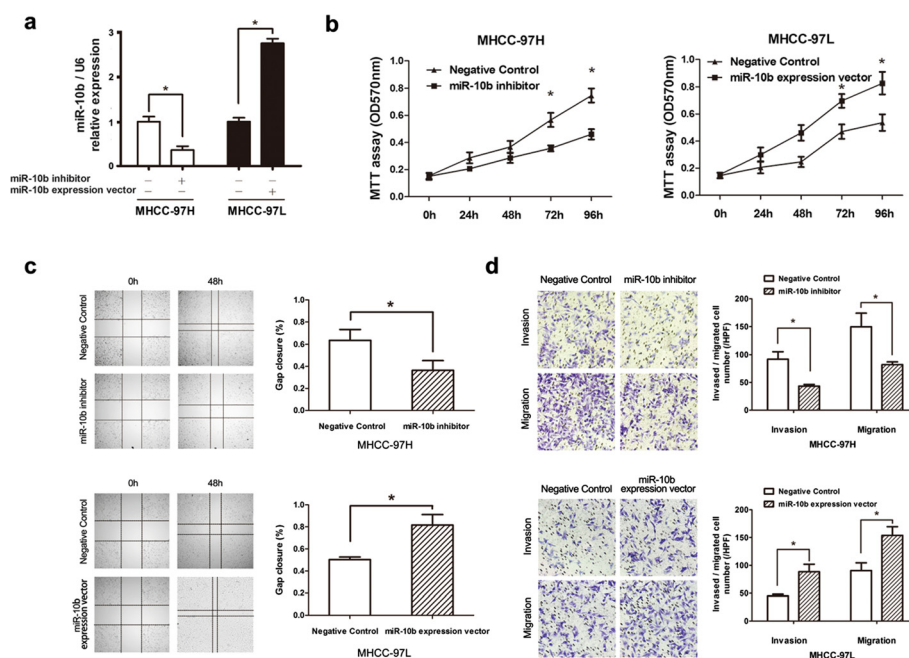 a
miR-10b / U6
relative expression
3
2
1
0
*
*
miR-10b inhibitor – + – –
miR-10b expression vector – – – +
MHCC-97H MHCC-97L
b
MHCC-97H
Negative Control
miR-10b inhibitor
MTT assay (OD570nm)
1.0
0.8
0.6
0.4
0.2
0.0
* *
0h 24h 48h 72h 96h
MHCC-97L
Negative Control
miR-10b expression vector
MTT assay (OD570nm)
1.0
0.8
0.6
0.4
0.2
0.0
* *
0h 24h 48h 72h 96h
c
0h 48h
Negative Control
miR-10b inhibitor
Gap closure (%)
1.0
0.8
0.6
0.4
0.2
0.0
*
Negative Control miR-10b inhibitor
MHCC-97H
0h 48h
Negative Control
miR-10b
expression vector
Gap closure (%)
1.0
0.8
0.6
0.4
0.2
0.0
*
Negative Control miR-10b expression vector
MHCC-97L
d
Negative Control miR-10b inhibitor
Invasion
Migration
Negative Control
miR-10b inhibitor
Invased / migrated cell
number (/HPF)
200
150
100
50
0
* *
Invasion Migration
MHCC-97H
Negative Control
miR-10b
expression vector
Invasion
Migration
Negative Control
miR-10b expression vector
Invased / migrated cell
number (/HPF)
200
150
100
50
0
* *
Invasion Migration
MHCC-97L